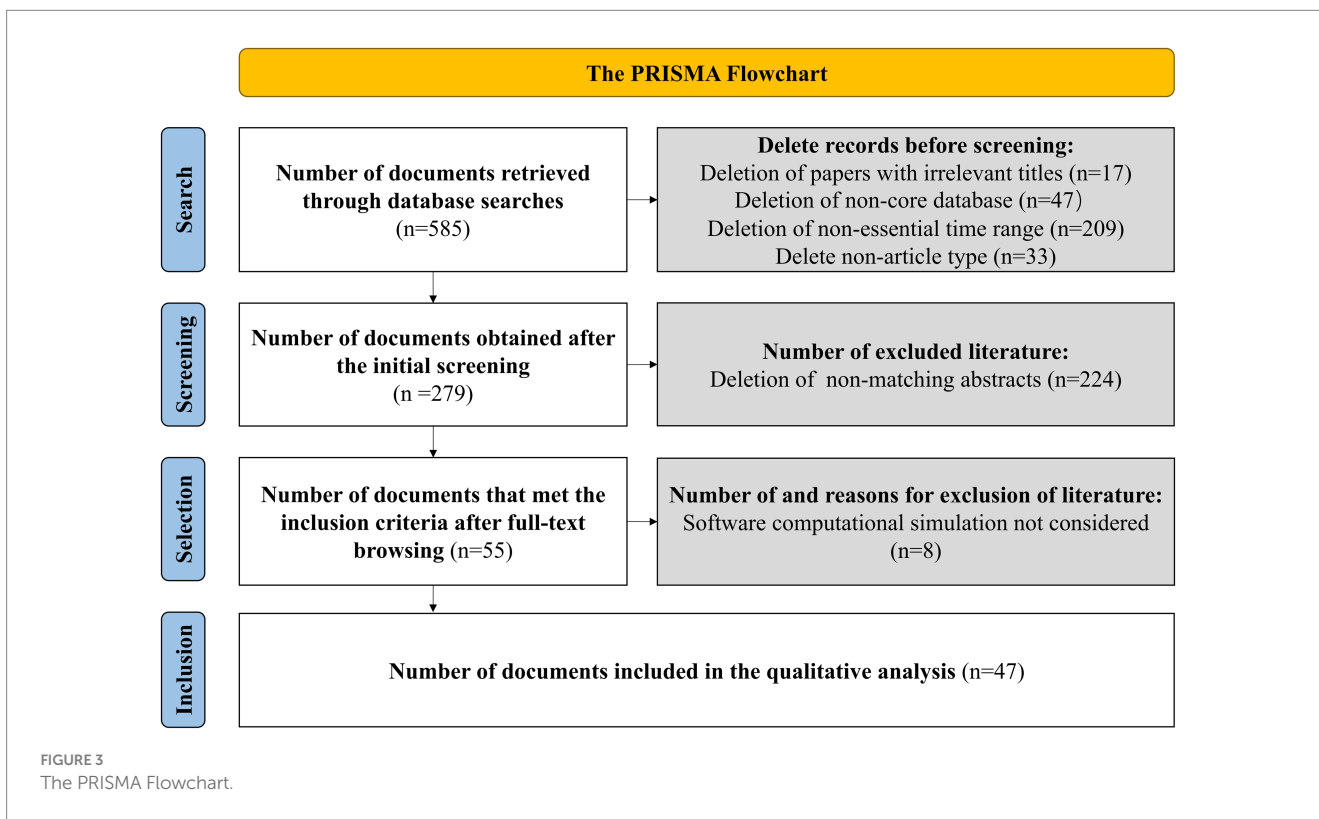 The PRISMA Flowchart
Search
Number of documents retrieved
through database searches
(n=585)
Delete records before screening:
Deletion of papers with irrelevant titles (n=17)
Deletion of non-core database (n=47）
Deletion of non-essential time range (n=209)
Delete non-article type (n=33)
Screening
Number of documents obtained after
the initial screening
(n =279)
Number of excluded literature:
Deletion of  non-matching abstracts (n=224)
Selection
Number of documents that met the
inclusion criteria after full-text
browsing (n=55)
Number of and reasons for exclusion of literature:
Software computational simulation not considered
(n=8)
Inclusion
Number of documents included in the qualitative analysis (n=47)
FIGURE 3
The PRISMA Flowchart.